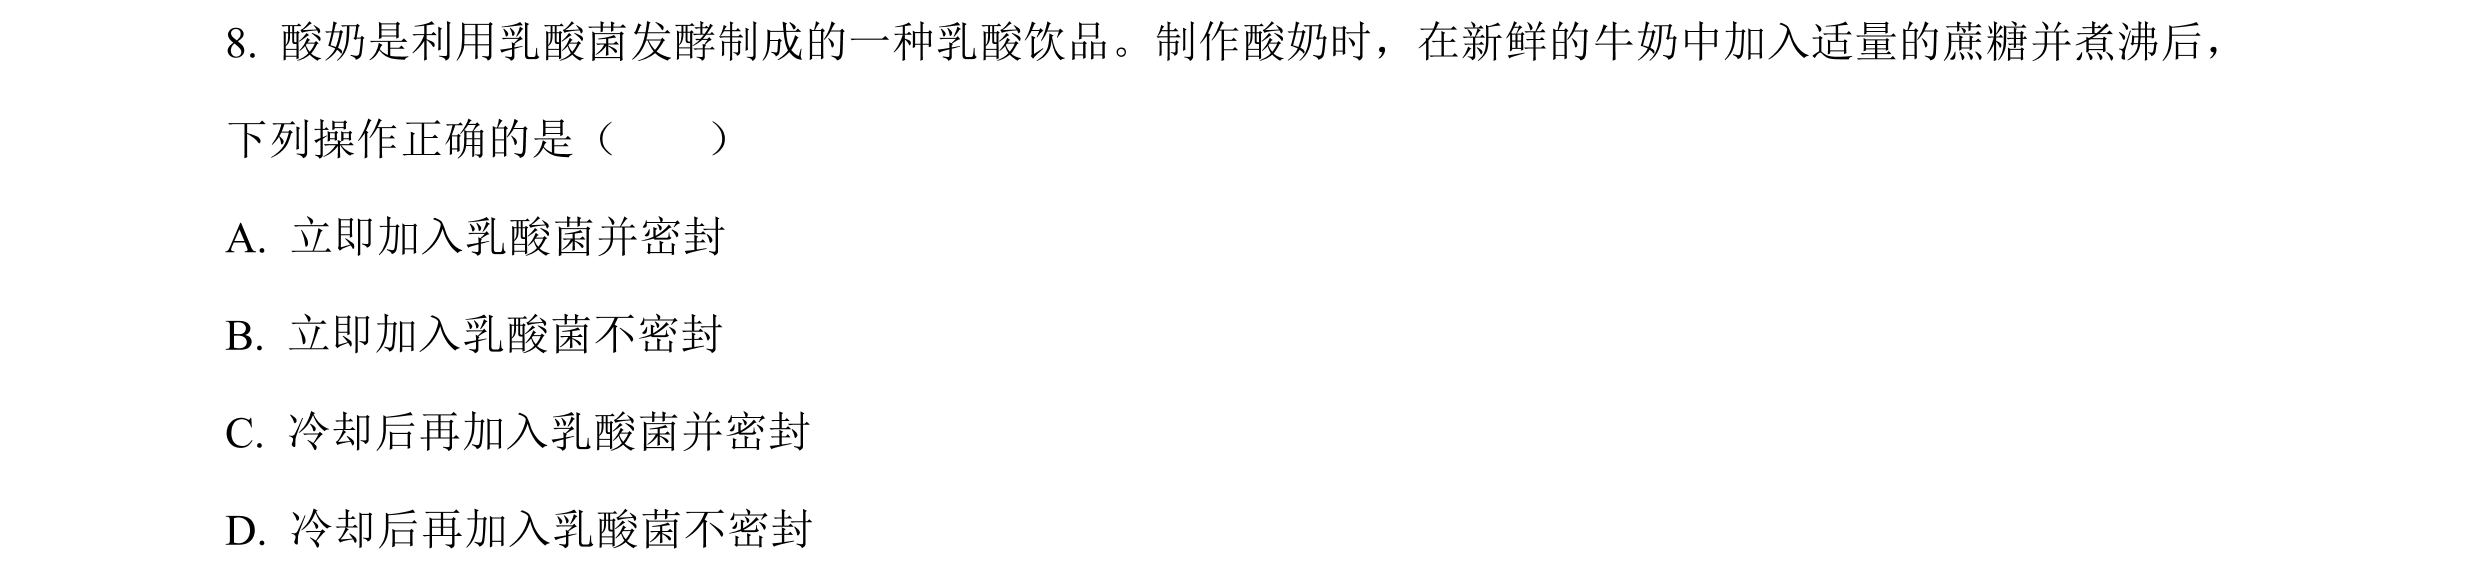 8. 酸奶是利用乳酸菌发酵制成的一种乳酸饮品。制作酸奶时，在新鲜的牛奶中加入适量的蔗糖并煮沸后，
下列操作正确的是（　　）
A. 立即加入乳酸菌并密封
B. 立即加入乳酸菌不密封
C. 冷却后再加入乳酸菌并密封
D. 冷却后再加入乳酸菌不密封